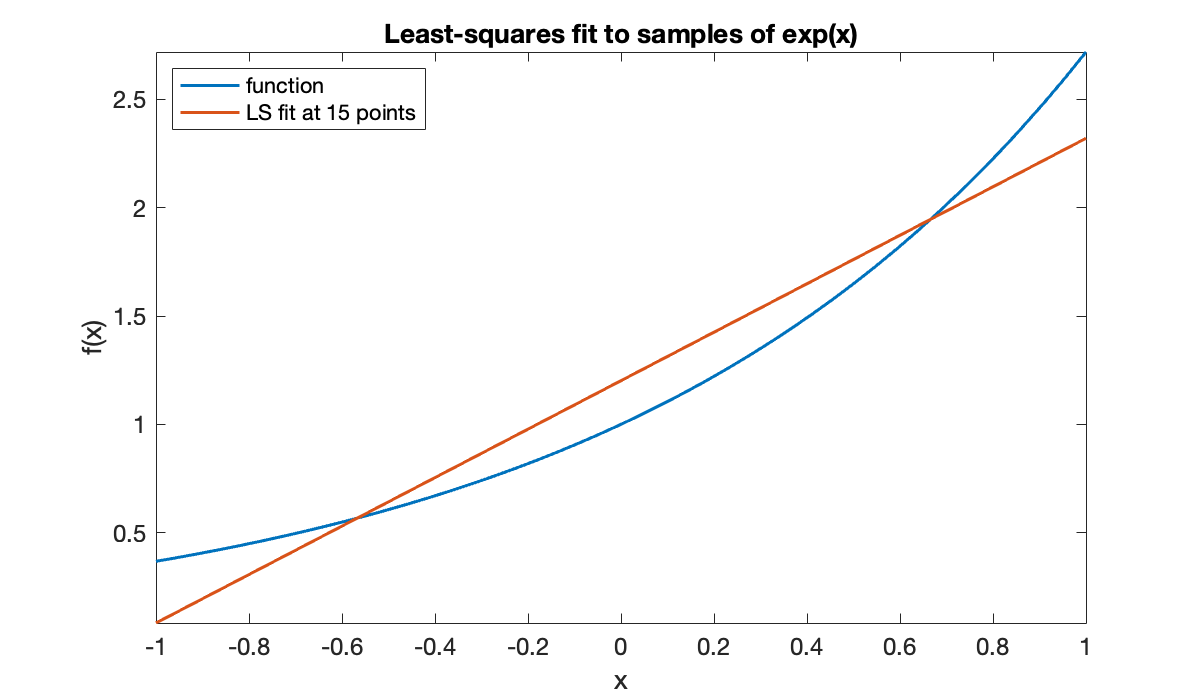 Least-squares fit to samples of exp(x)
function
LS fit at 15 points
f(x)
2.5
2
1.5
1
0.5
-1 -0.8 -0.6 -0.4 -0.2 0 0.2 0.4 0.6 0.8 1
x